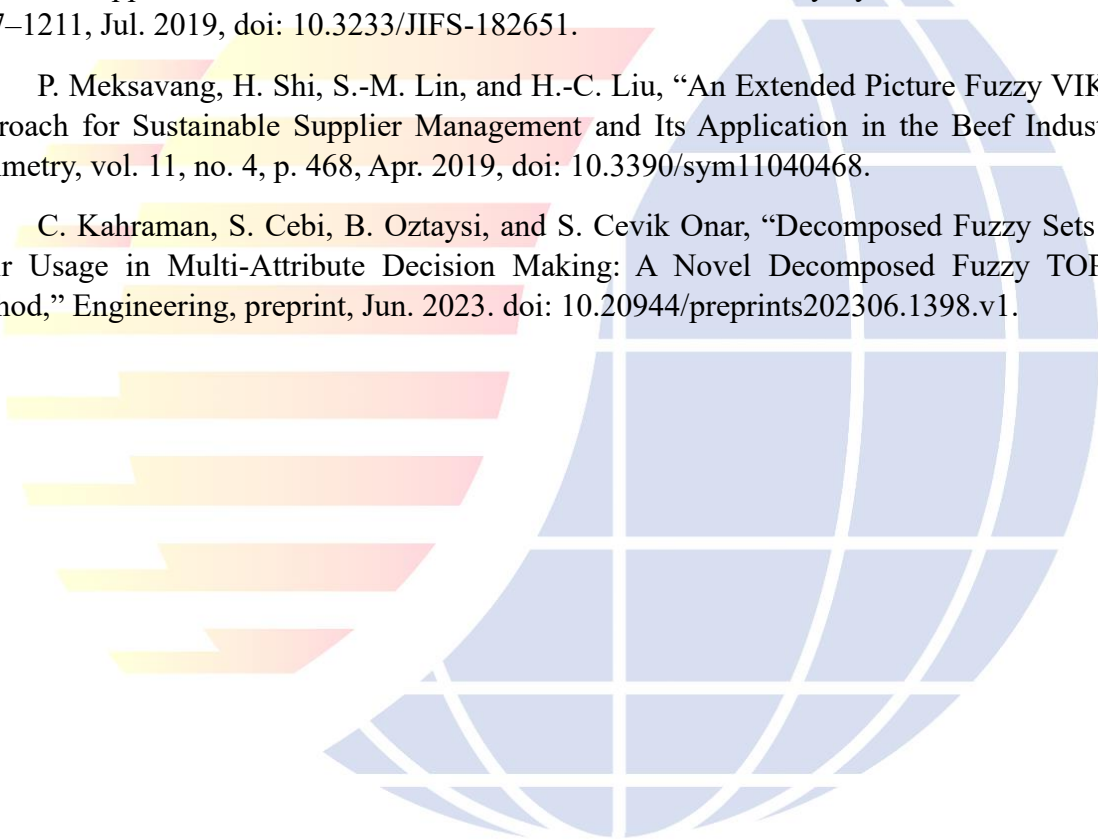 7–1211, Jul. 2019, doi: 10.3233/JIFS-182651.
P. Meksavang, H. Shi, S.-M. Lin, and H.-C. Liu, “An Extended Picture Fuzzy VIK
roach for Sustainable Supplier Management and Its Application in the Beef Indust
metry, vol. 11, no. 4, p. 468, Apr. 2019, doi: 10.3390/sym11040468.
C. Kahraman, S. Cebi, B. Oztaysi, and S. Cevik Onar, “Decomposed Fuzzy Sets
r Usage in Multi-Attribute Decision Making: A Novel Decomposed Fuzzy TOP
hod,” Engineering, preprint, Jun. 2023. doi: 10.20944/preprints202306.1398.v1.